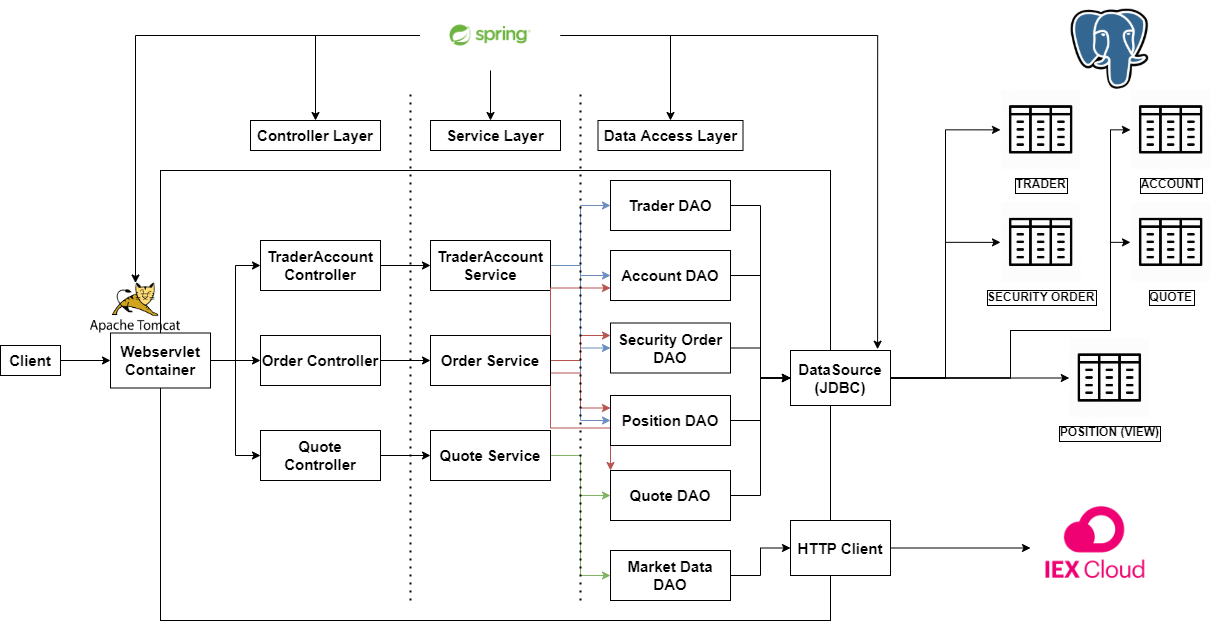 spring
Controller Layer
Service Layer
Data Access Layer
TRADER
ACCOUNT
Trader DAO
TraderAccount
Controller
TraderAccount
Service
Account DAO
SECURITY ORDER
QUOTE
Apache Tomcat
Client
Webservlet
Container
Order Controller
Order Service
Security Order
DAO
DataSource
(JDBC)
Position DAO
POSITION (VIEW)
Quote
Controller
Quote Service
Quote DAO
HTTP Client
Market Data
DAO
IEX Cloud